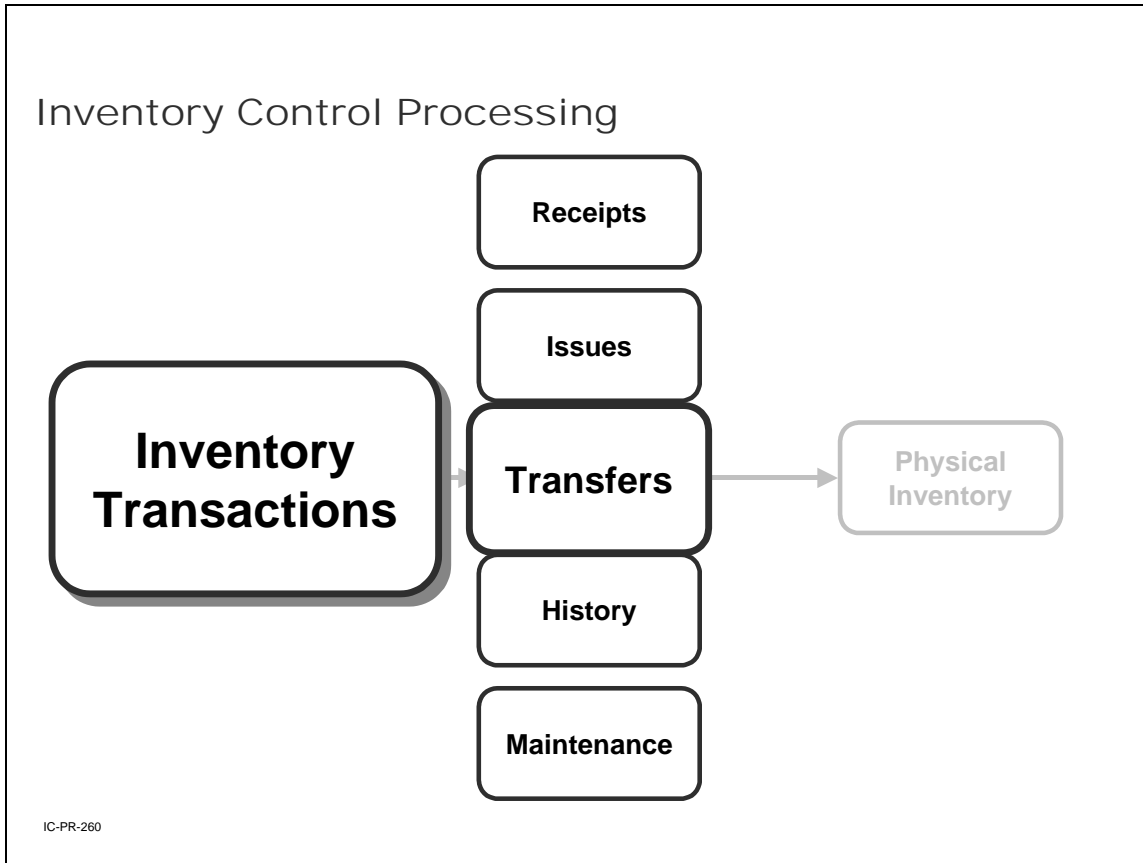 Inventory Control Processing
Receipts
Issues
Inventory
Transactions
Transfers
Physical
Inventory
History
Maintenance
IC-PR-260